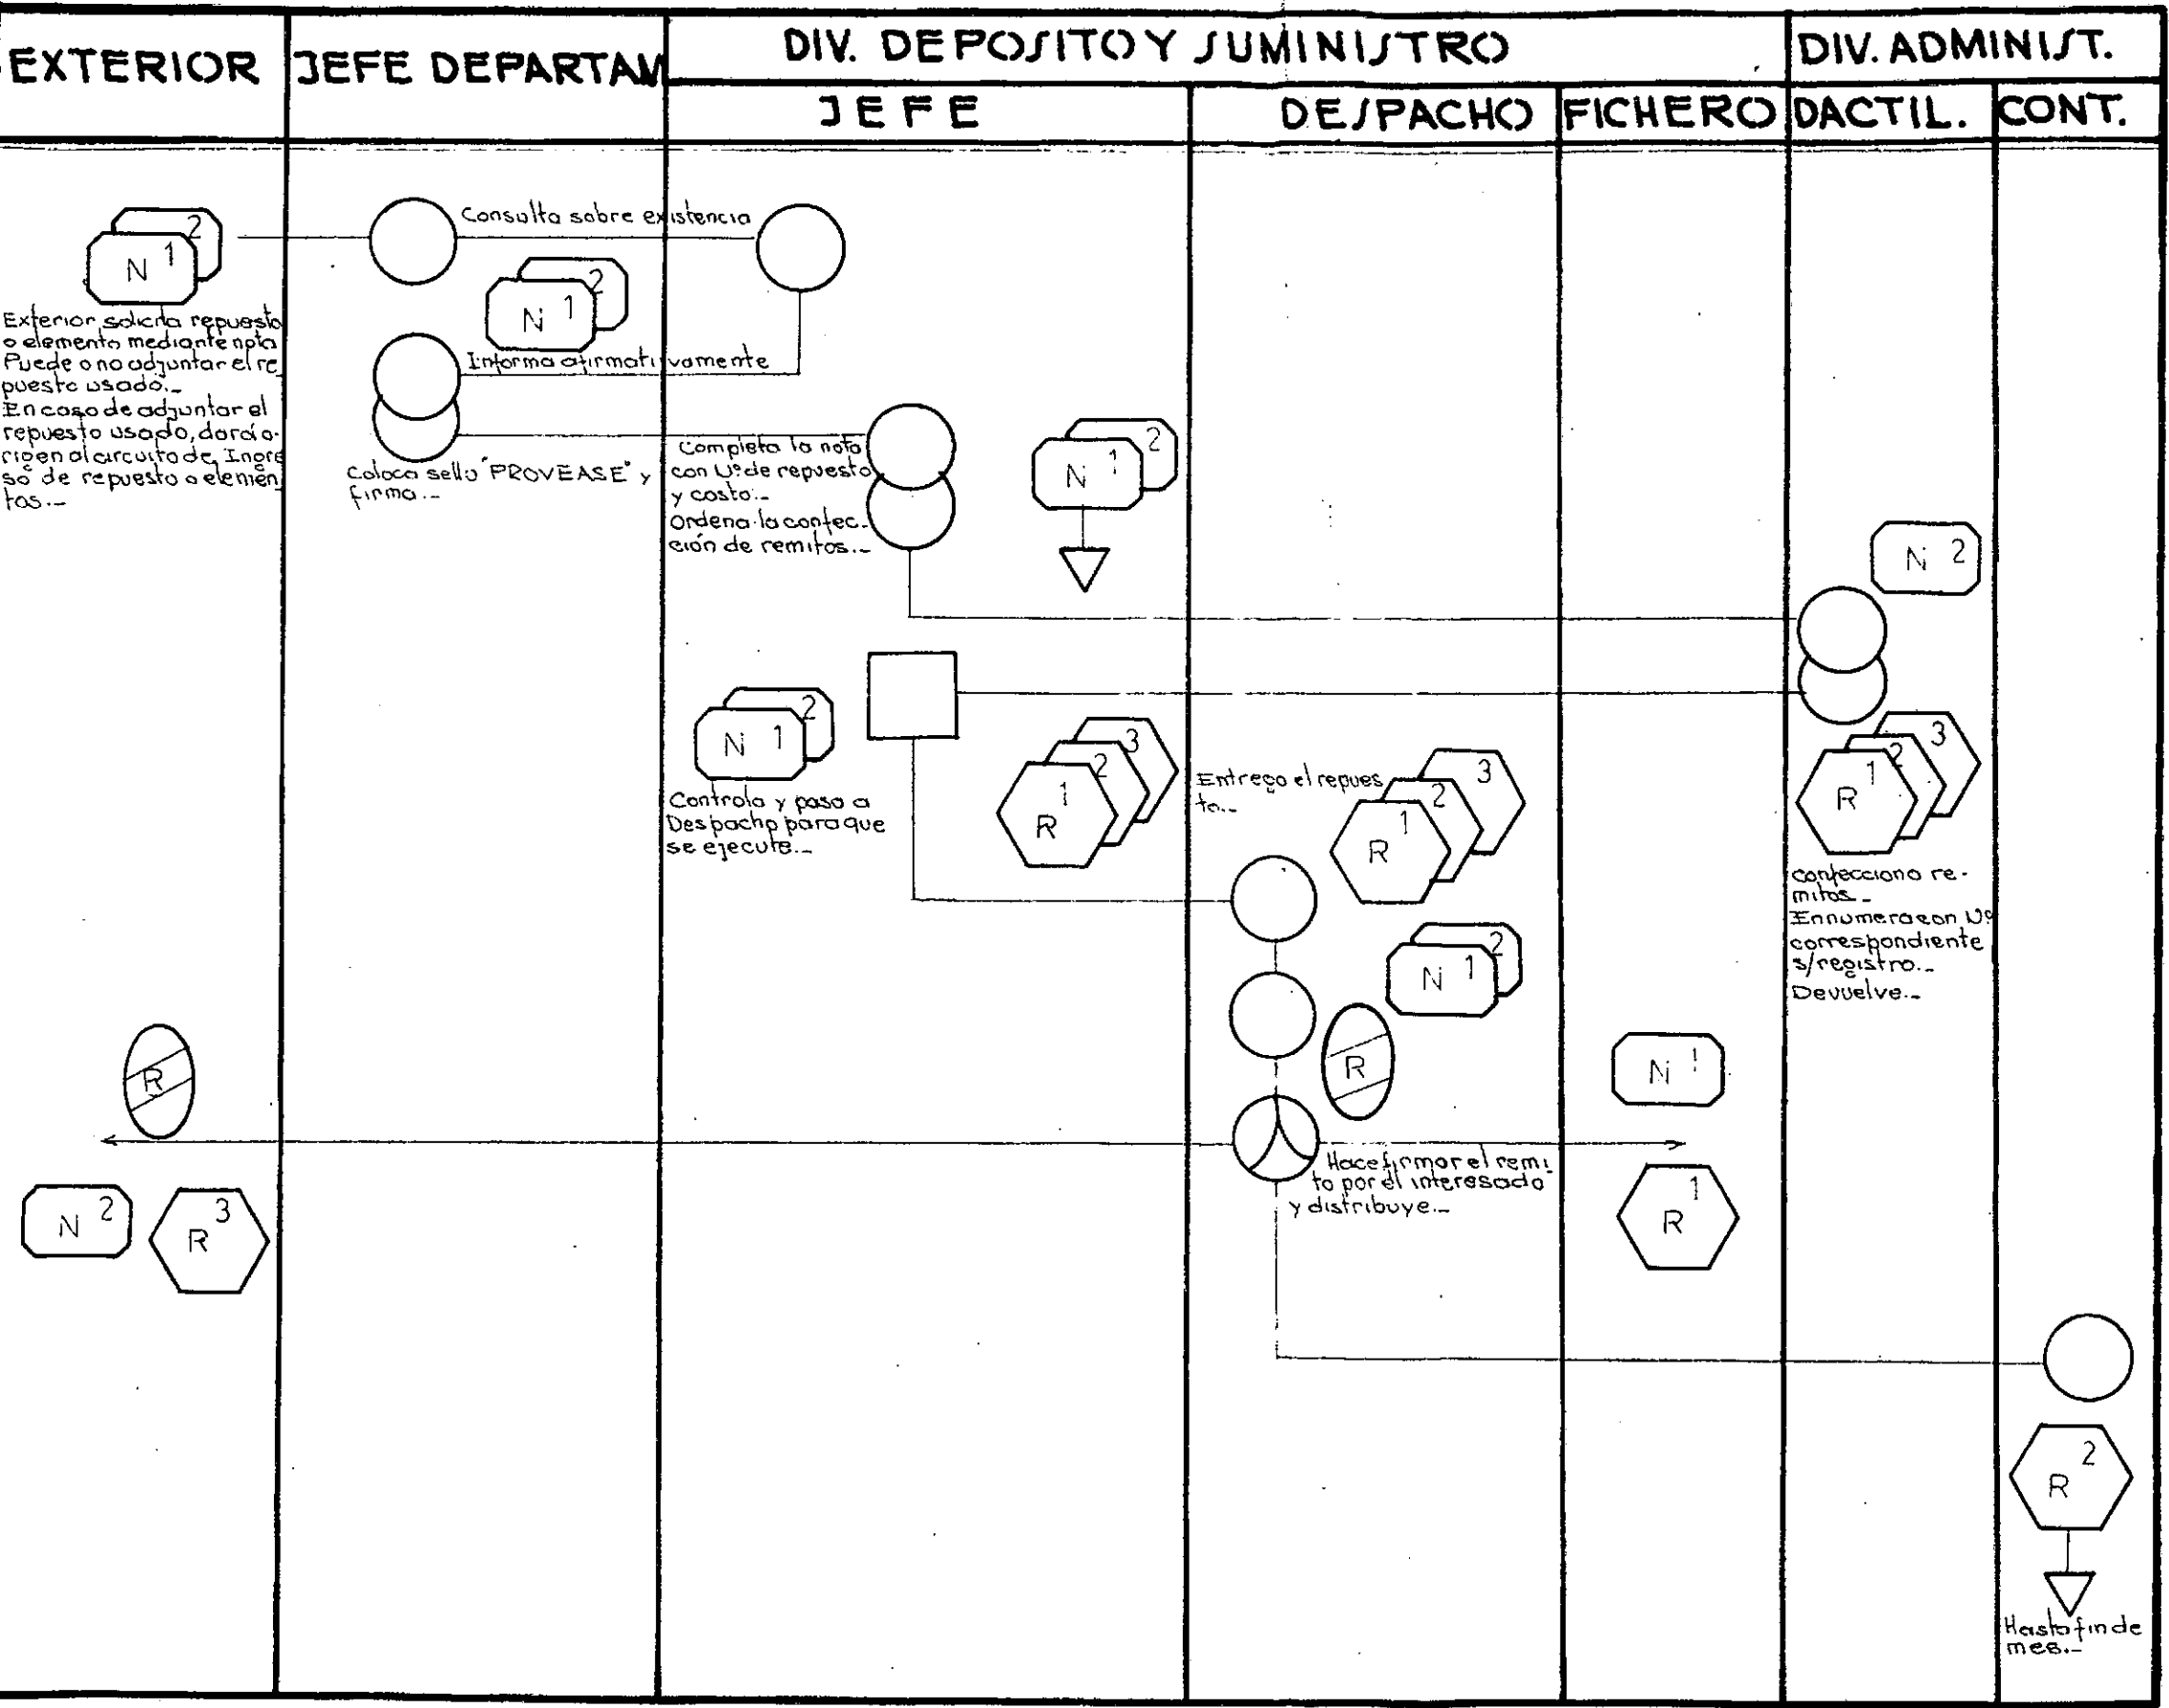 EXTERIOR
JEFE DEPARTAM
DIV. DEPOSITO Y SUMINISTRO
DIV. ADMINIST.
JEFE
DESPACHO
FICHERO
DACTIL.
CONT.
N 1
2
Exterior solicita repuesto
o elemento mediante nota
Puede o no adjuntar el re
puesto usado.-
En caso de adjuntar el
repuesto usado, dará o-
rigen al circuito de Ingre
so de repuesto o elemen
tos.-
Consulta sobre existencia
N 1
2
Informa afirmativamente
Coloca sello "PROVEASE" y
firma.-
Completa la nota
con Nº de repuesto
y costo.-
Ordena la confec-
ción de remitos.-
N 1
2
N 2
N 1
2
Controla y pasa a
Despacho para que
se ejecute.-
R 1
2
3
Entrega el repues
to.-
R 1
2
3
R 1
2
3
Confecciona re-
mitos.-
Ennumera con Nº
correspondiente
s/registro.-
Devuelve.-
N 1
2
R
R
N 1
Hace firmar el remi
to por el interesado
y distribuye.-
N 2
R 3
R 1
R 2
Hasta fin de
mes.-